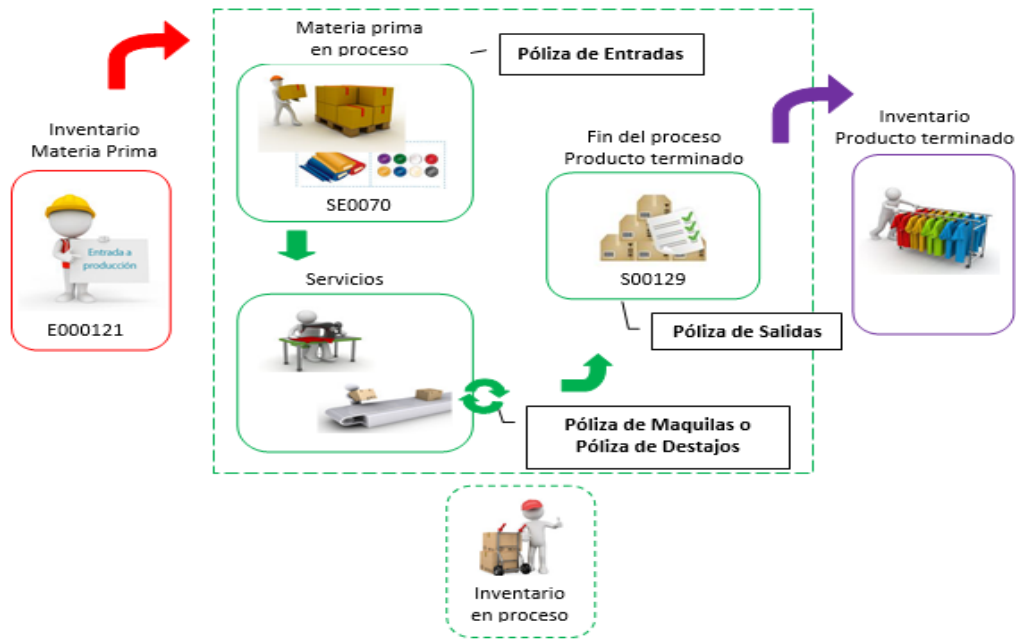 Materia prima
en proceso
Póliza de Entradas
Inventario
Materia Prima
Entrada a
producción
E000121
SE0070
Servicios
Fin del proceso
Producto terminado
S00129
Póliza de Salidas
Inventario
Producto terminado
Póliza de Maquilas o
Póliza de Destajos
Inventario
en proceso